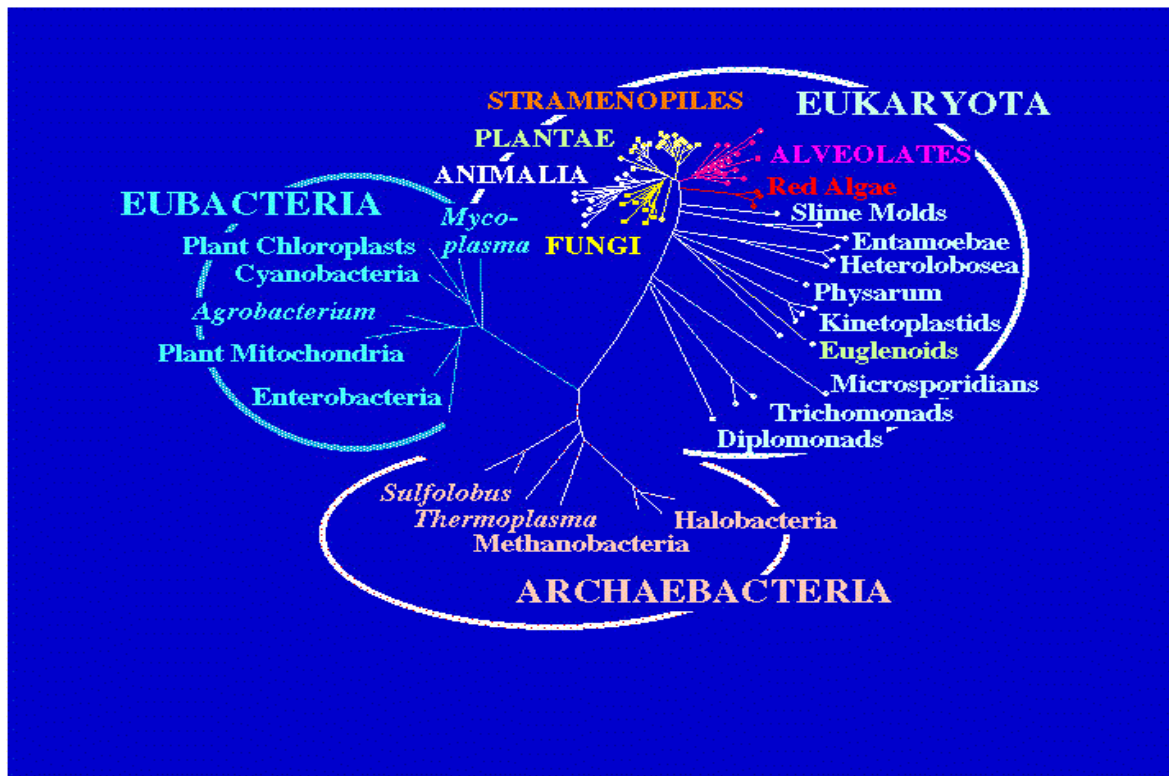 STRAMENOPILES
EUKARYOTA
PLANTAE
ALVEOLATES
ANIMALIA
Red Algae
EUBACTERIA
Myco-
plasma
Slime Molds
FUNGI
Entamoebae
Plant Chloroplasts
Cyanobacteria
Heterolobosea
Physarum
Agrobacterium
Kinetoplastids
Plant Mitochondria
Euglenoids
Enterobacteria
Microsporidians
Trichomonads
Diplomonads
Sulfolobus
Thermoplasma
Halobacteria
Methanobacteria
ARCHAEBACTERIA